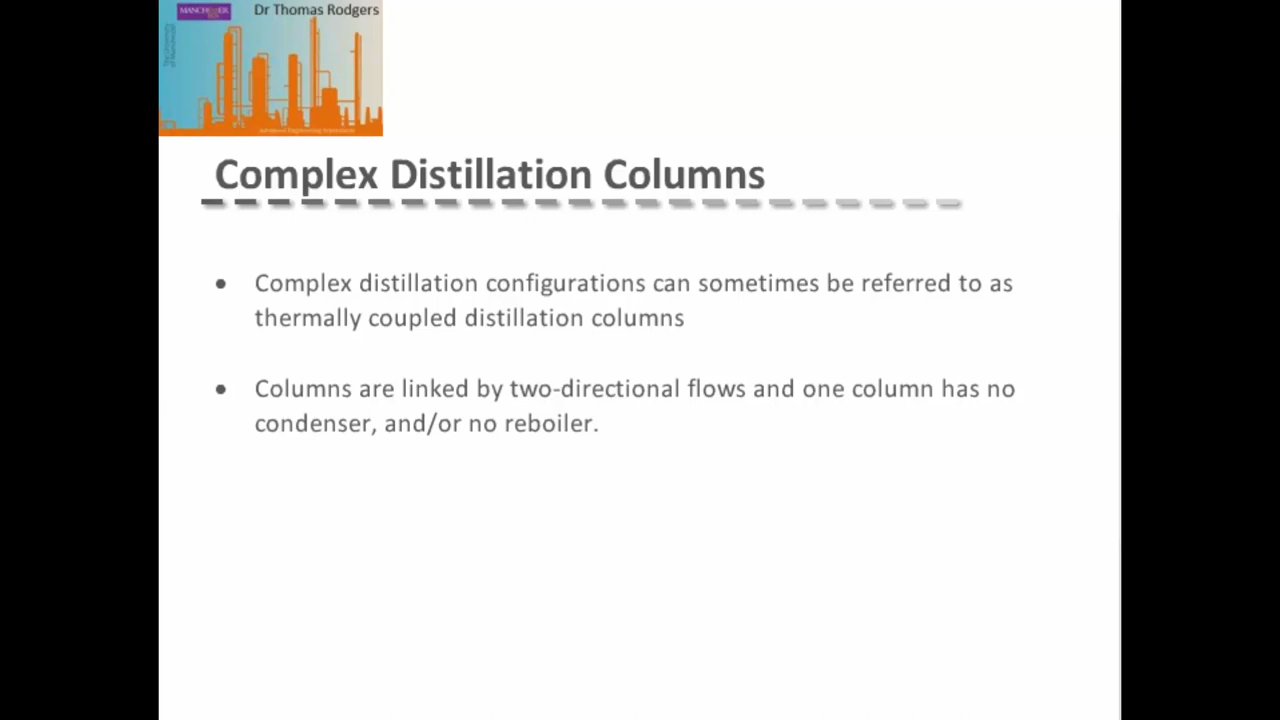 MANCHESTER
Dr Thomas Rodgers
Complex Distillation Columns
• Complex distillation configurations can sometimes be referred to as
thermally coupled distillation columns
• Columns are linked by two-directional flows and one column has no
condenser, and/or no reboiler.